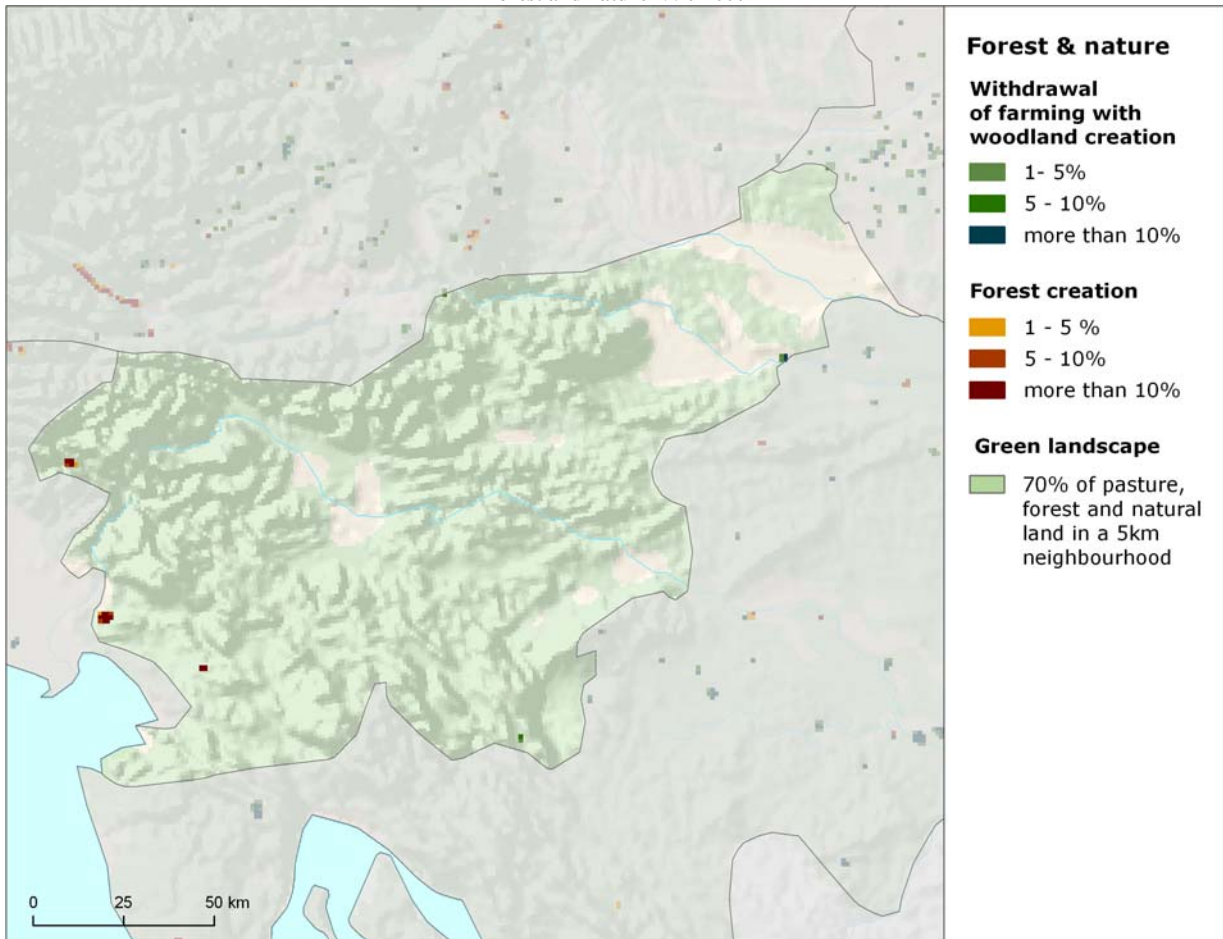 Forest & nature
Withdrawal
of farming with
woodland creation
1- 5%
5 - 10%
more than 10%
Forest creation
1 - 5 %
5 - 10%
more than 10%
Green landscape
70% of pasture,
forest and natural
land in a 5km
neighbourhood
0 25 50 km